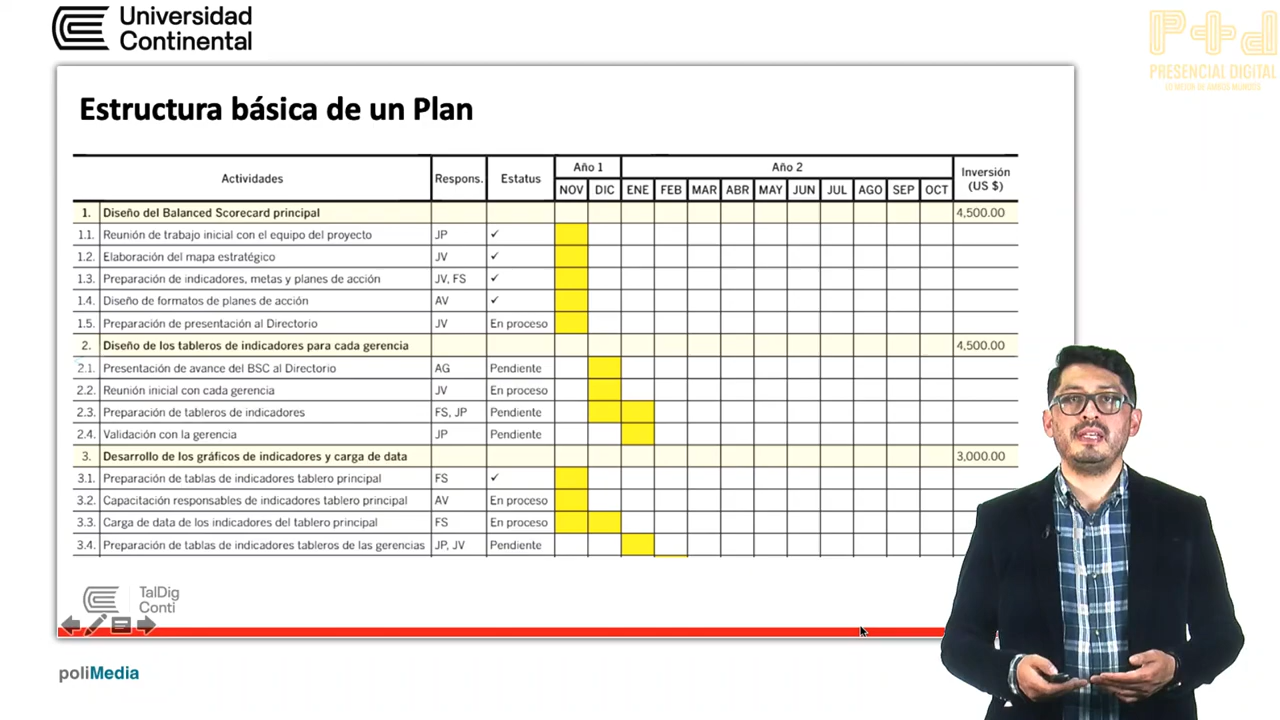 Universidad
Continental
P+d
PRESENCIAL DIGITAL
LO MEJOR DE AMBOS MUNDOS
Estructura básica de un Plan
Actividades Respons. Estatus Año 1 Año 2 Inversión (US $)
NOV DIC ENE FEB MAR ABR MAY JUN JUL AGO SEP OCT
1. Diseño del Balanced Scorecard principal 4,500.00
1.1. Reunión de trabajo inicial con el equipo del proyecto JP ✓
1.2. Elaboración del mapa estratégico JV ✓
1.3. Preparación de indicadores, metas y planes de acción JV, FS ✓
1.4. Diseño de formatos de planes de acción AV ✓
1.5. Preparación de presentación al Directorio JV En proceso
2. Diseño de los tableros de indicadores para cada gerencia 4,500.00
2.1. Presentación de avance del BSC al Directorio AG Pendiente
2.2. Reunión inicial con cada gerencia JV En proceso
2.3. Preparación de tableros de indicadores FS, JP Pendiente
2.4. Validación con la gerencia JP Pendiente
3. Desarrollo de los gráficos de indicadores y carga de data 3,000.00
3.1. Preparación de tablas de indicadores tablero principal FS ✓
3.2. Capacitación responsables de indicadores tablero principal AV En proceso
3.3. Carga de data de los indicadores del tablero principal FS En proceso
3.4. Preparación de tablas de indicadores tableros de las gerencias JP, JV Pendiente
TalDig
Conti
poliMedia